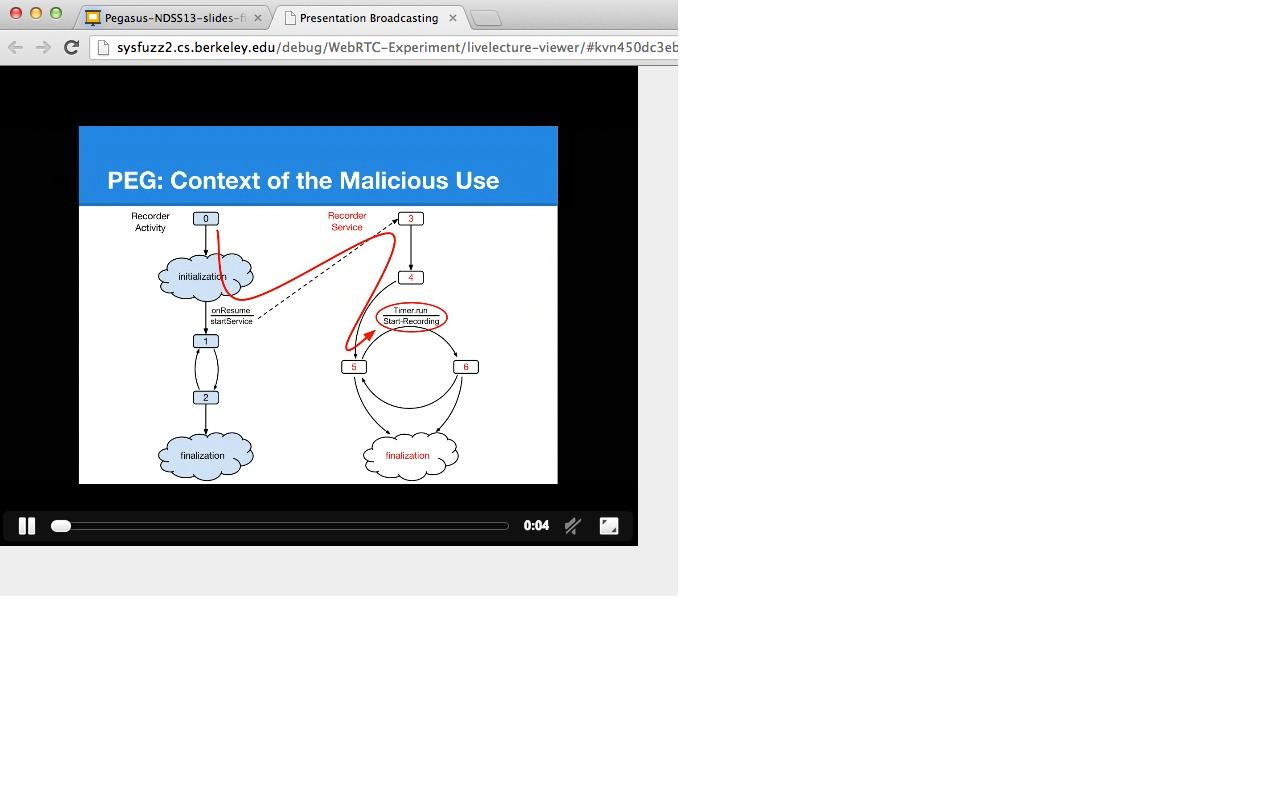 Pegasus-NDSS13-slides-fi
Presentation Broadcasting
sysfuzz2.cs.berkeley.edu/debug/WebRTC-Experiment/livelecture-viewer/#kvn450dc3eb
PEG: Context of the Malicious Use
Recorder
Activity
0
initialization
onResume
startService
1
2
finalization
Recorder
Service
3
4
Timer.run
Start-Recording
5
6
finalization
0:04